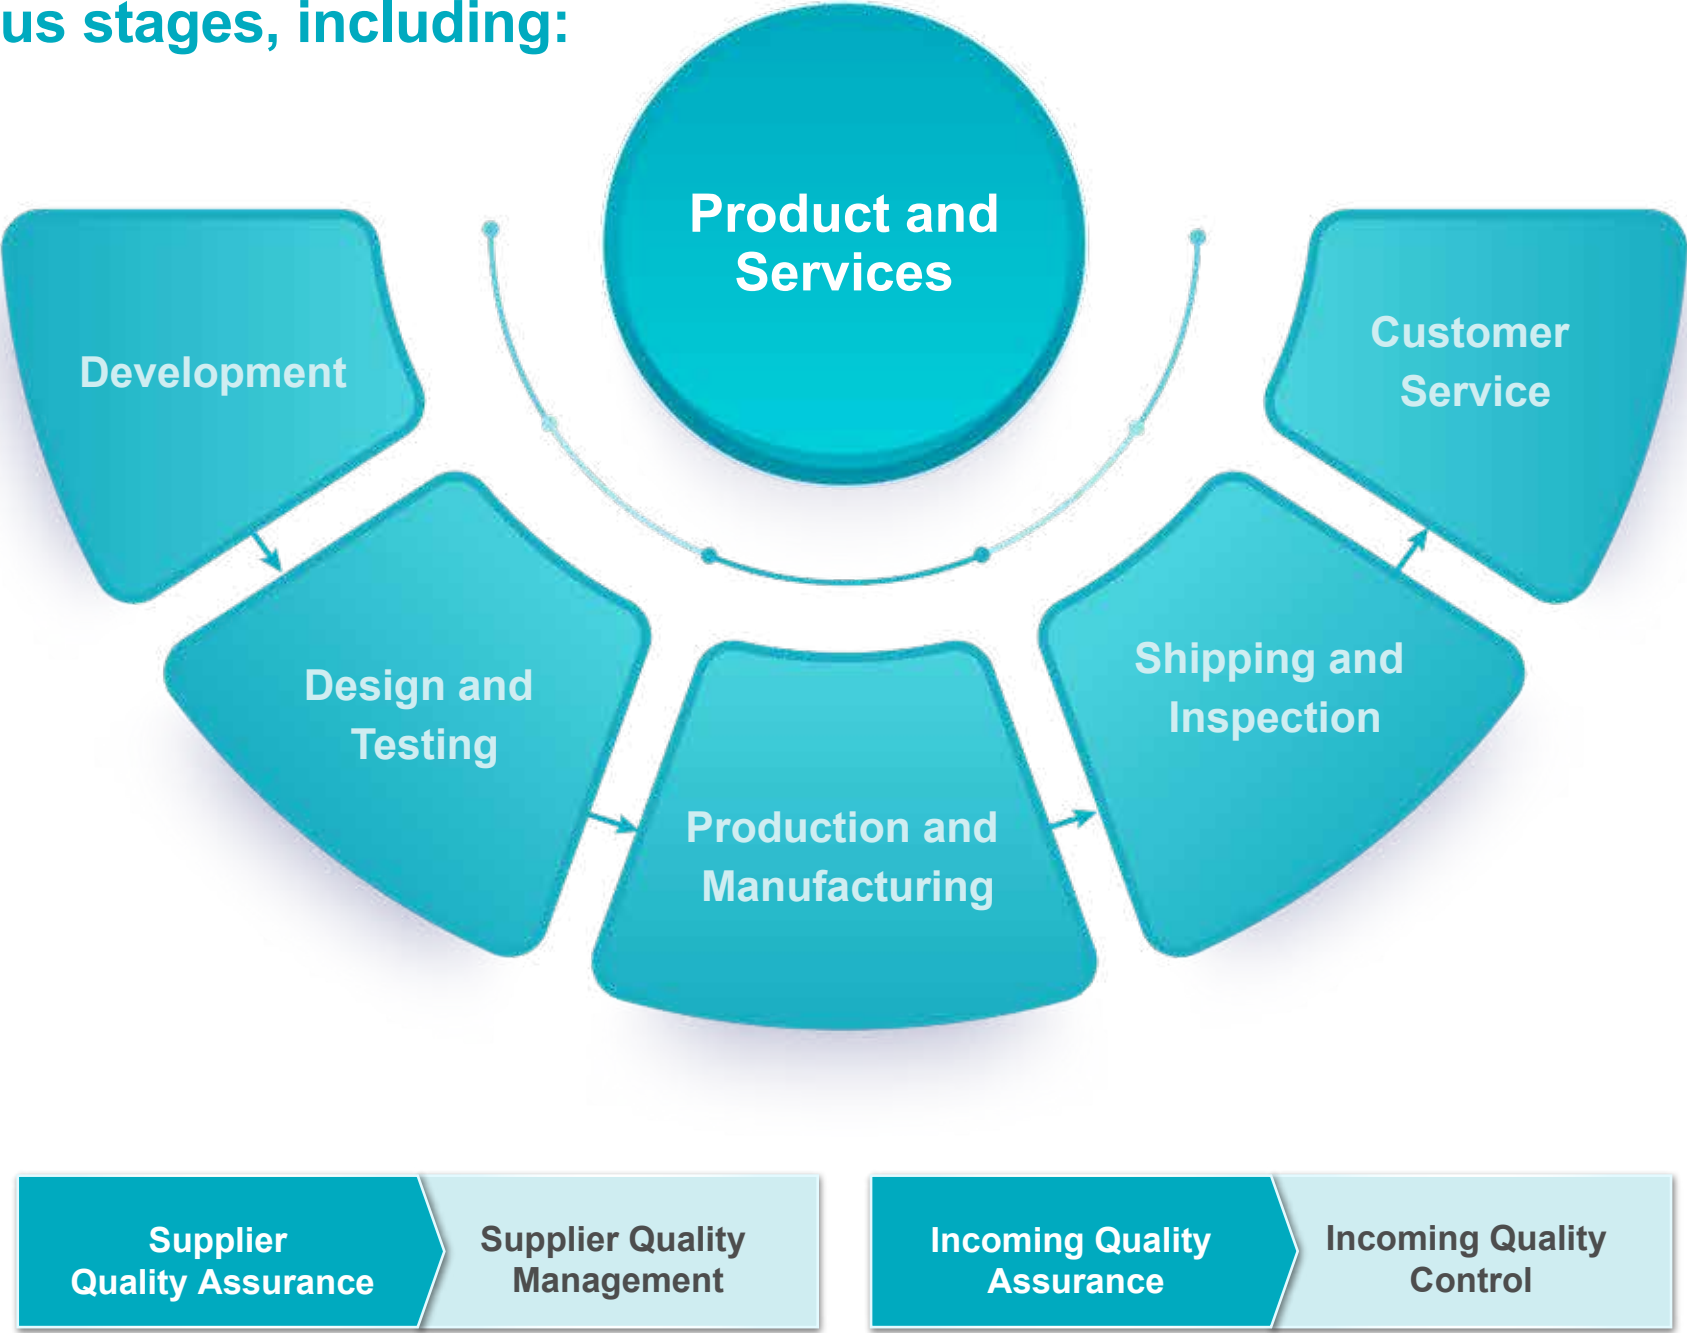 us stages, including:
Product and
Services
Development
Design and
Testing
Production and
Manufacturing
Shipping and
Inspection
Customer
Service
Supplier
Quality Assurance
Supplier Quality
Management
Incoming Quality
Assurance
Incoming Quality
Control